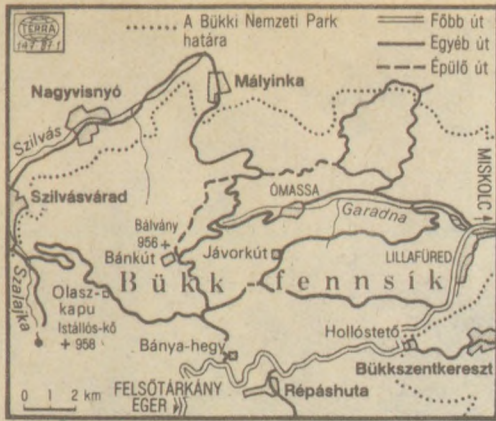 TERRA
A Bükki Nemzeti Park
határa
Főbb út
Egyéb út
Épülő út
Mályinka
Nagyvisnyó
Szilvás
Szilvásvárad
ÓMASSA
Garadna
MISKOLC
Bálvány
956 +
Bánkút
Jávorkút
LILLAFÜRED
Bükk-fennsík
Szalajka
Olasz-
kapu
Istállós-kő
+ 958
Hollóstető
Bánya-hegy
Bükkszentkereszt
0 1 2 km
FELSŐTÁRKÁNY
EGER
Répáshuta